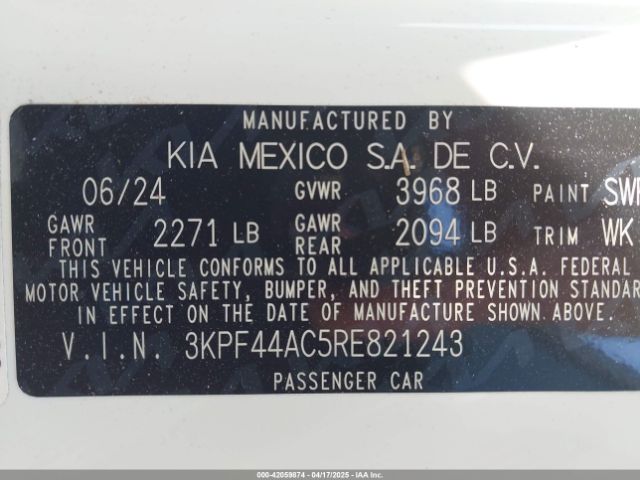 MANUFACTURED BY
KIA MEXICO S.A. DE C.V.
06/24 GVWR 3968 LB PAINT SWP
GAWR FRONT 2271 LB GAWR REAR 2094 LB TRIM WK
THIS VEHICLE CONFORMS TO ALL APPLICABLE U.S.A. FEDERAL
MOTOR VEHICLE SAFETY, BUMPER, AND THEFT PREVENTION STANDAR
IN EFFECT ON THE DATE OF MANUFACTURE SHOWN ABOVE.
V.I.N. 3KPF44AC5RE821243
PASSENGER CAR
000-42059874 - 04/17/2025 - IAA Inc.